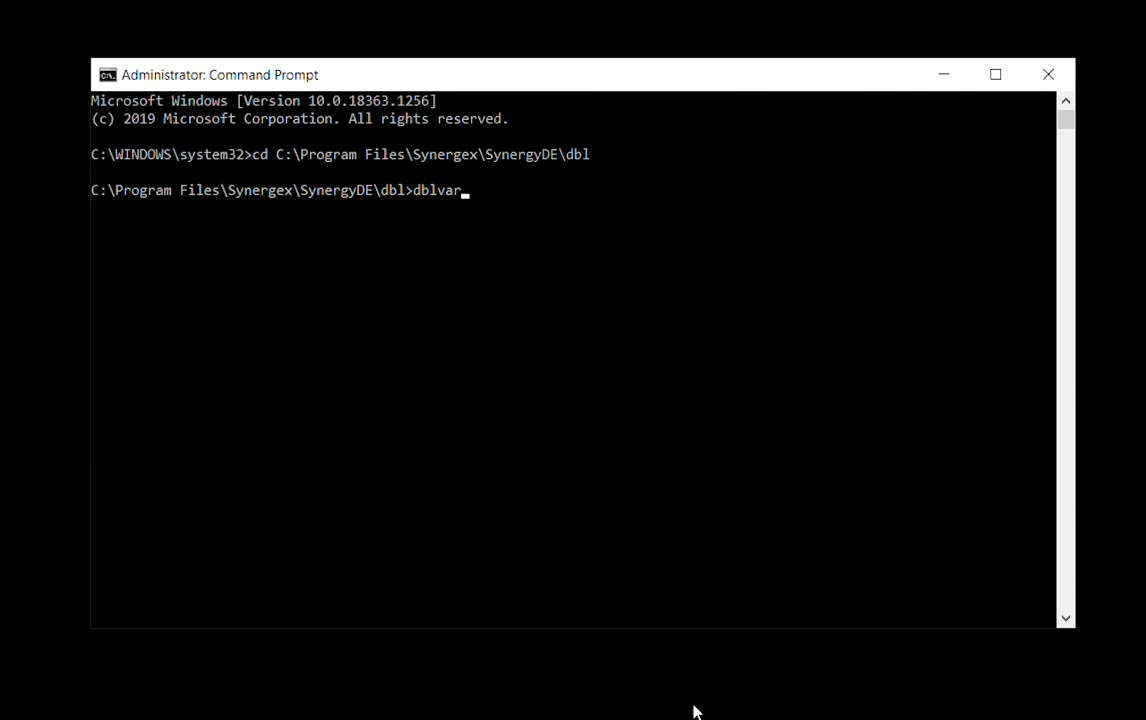 Administrator: Command Prompt
Microsoft Windows [Version 10.0.18363.1256]
(c) 2019 Microsoft Corporation. All rights reserved.
C:\WINDOWS\system32>cd C:\Program Files\Synergex\SynergyDE\dbl
C:\Program Files\Synergex\SynergyDE\dbl>dblvar